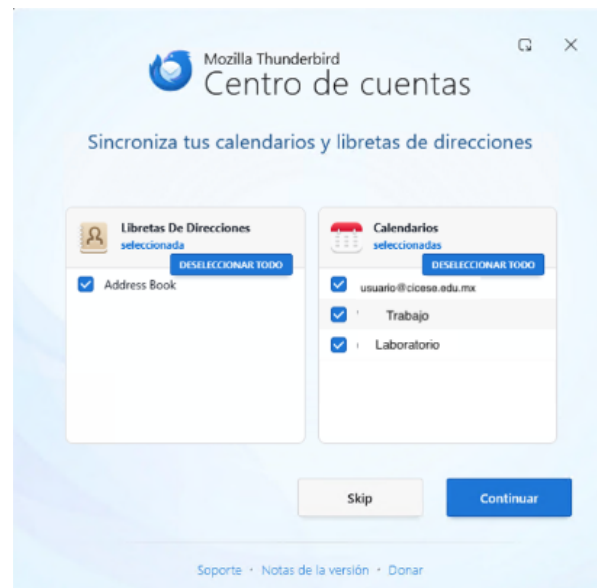 Mozilla Thunderbird
Centro de cuentas
Sincroniza tus calendarios y libretas de direcciones
Libretas De Direcciones
seleccionada
DESELECCIONAR TODO
Address Book
Calendarios
seleccionadas
DESELECCIONAR TODO
usuario@cicese.edu.mx
Trabajo
Laboratorio
Skip
Continuar
Soporte • Notas de la versión • Donar